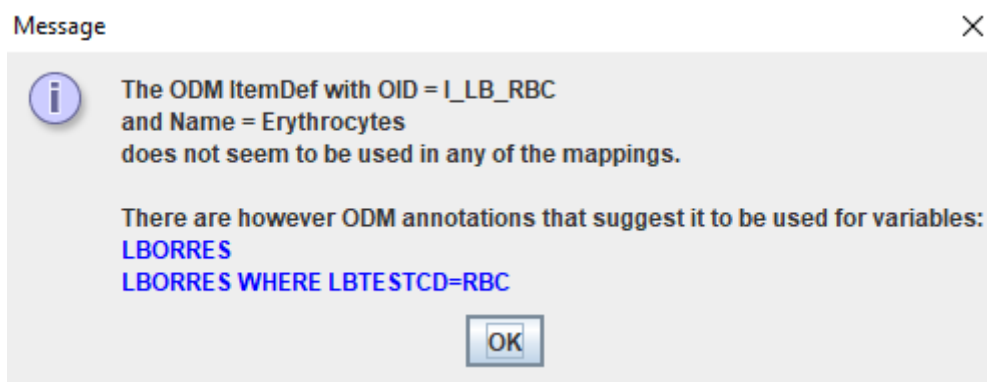 Message
The ODM ItemDef with OID = I_LB_RBC
and Name = Erythrocytes
does not seem to be used in any of the mappings.
There are however ODM annotations that suggest it to be used for variables:
LBORRES
LBORRES WHERE LBTESTCD=RBC
OK